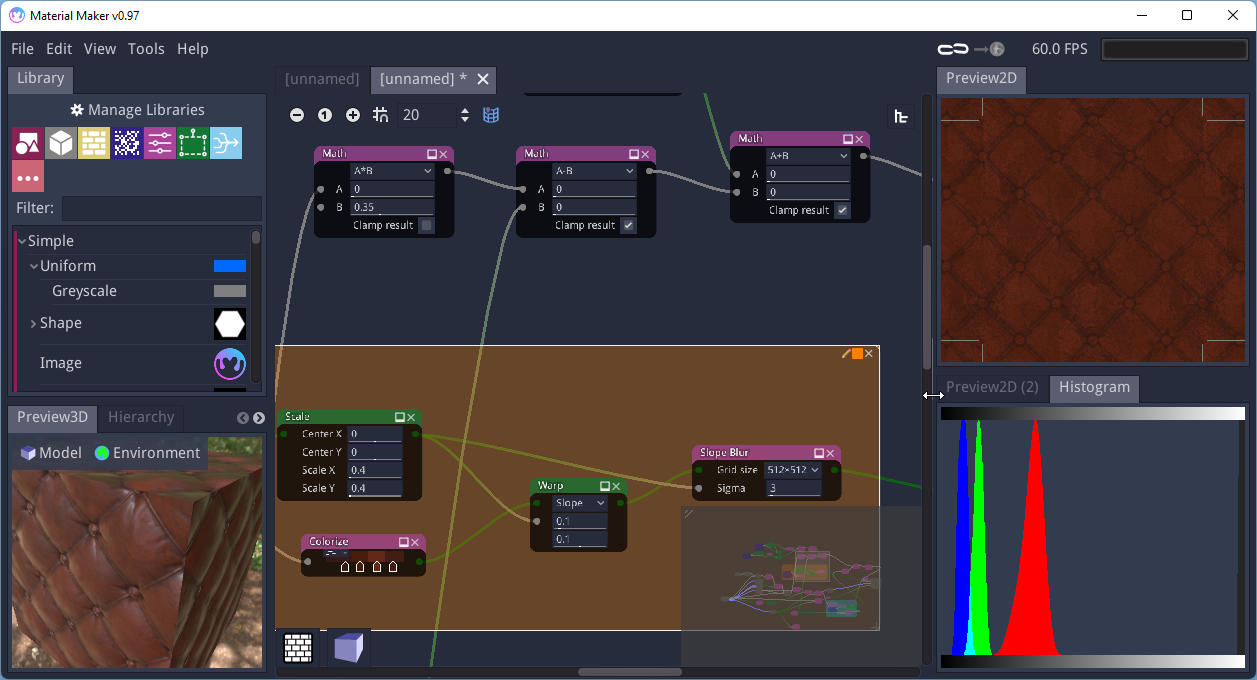 Material Maker v0.97
File Edit View Tools Help
60.0 FPS
Library
[unnamed]
[unnamed] *
Preview2D
Manage Libraries
1
20
Filter:
Simple
Uniform
Greyscale
Shape
Image
Math
A*B
A 0
B 0.35
Clamp result
Math
A-B
A 0
B 0
Clamp result
Math
A+B
A 0
B 0
Clamp result
Preview2D (2)
Histogram
Preview3D
Hierarchy
Model
Environment
Scale
Center X 0
Center Y 0
Scale X 0.4
Scale Y 0.4
Colorize
Warp
Slope
0.1
0.1
Slope Blur
Grid size 512×512
Sigma 3